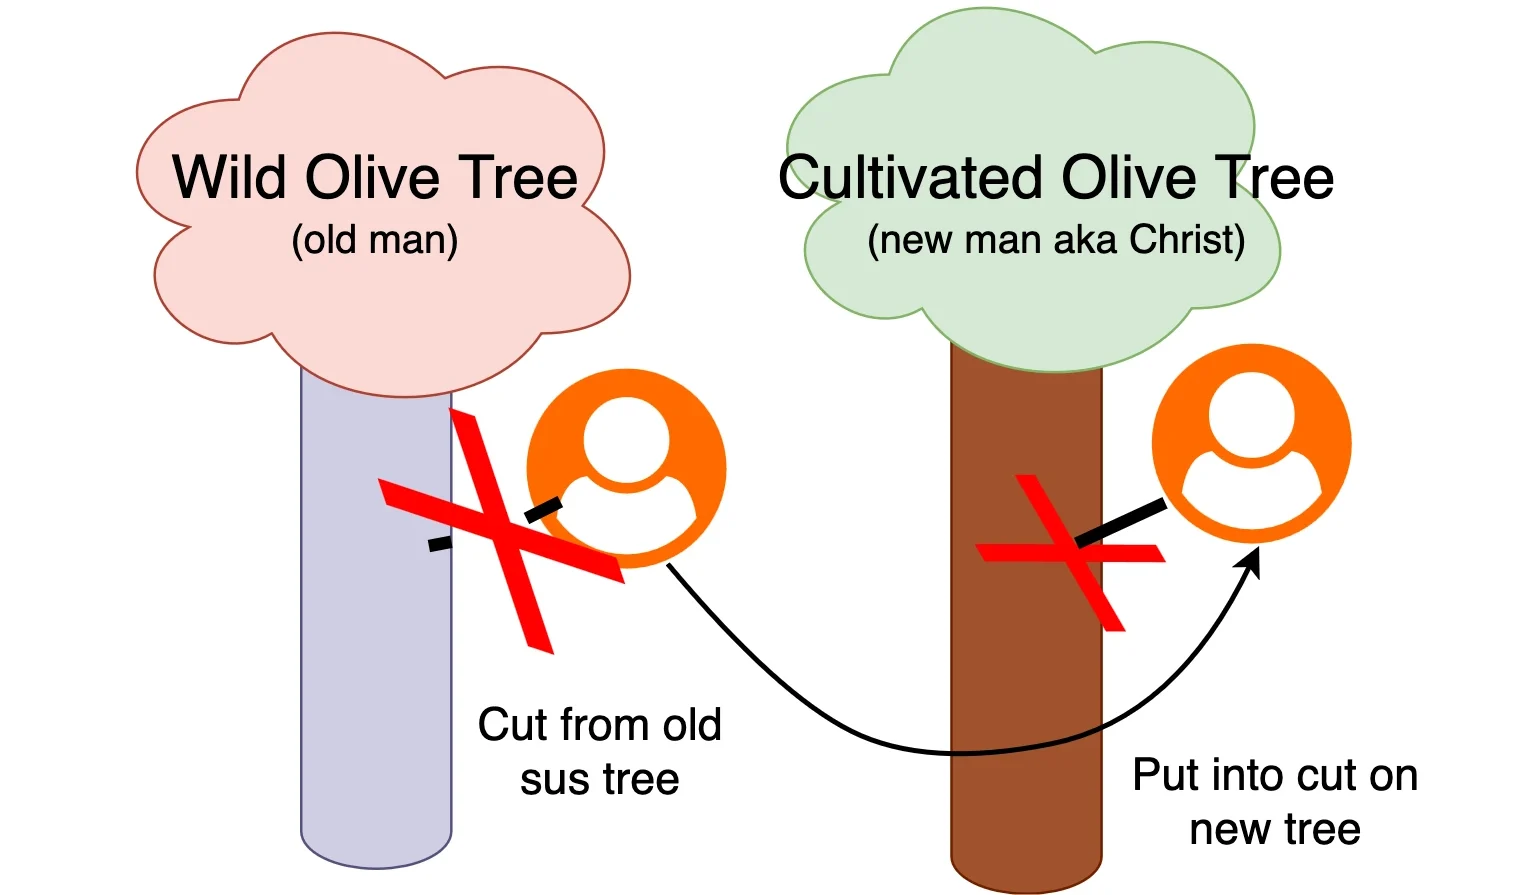 Wild Olive Tree
(old man)
Cultivated Olive Tree
(new man aka Christ)
Cut from old
sus tree
Put into cut on
new tree